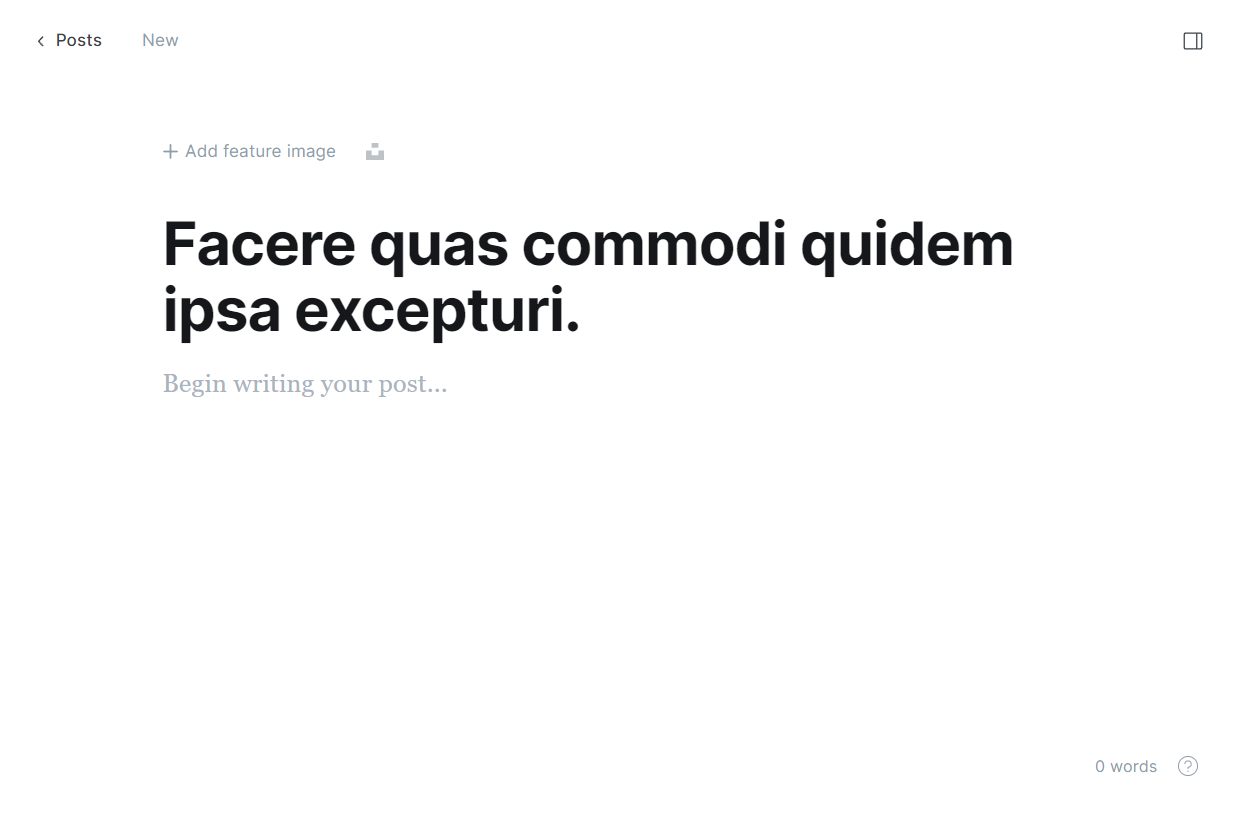 Posts
New
Add feature image
Facere quas commodi quidem
ipsa excepturi.
Begin writing your post...
0 words
?